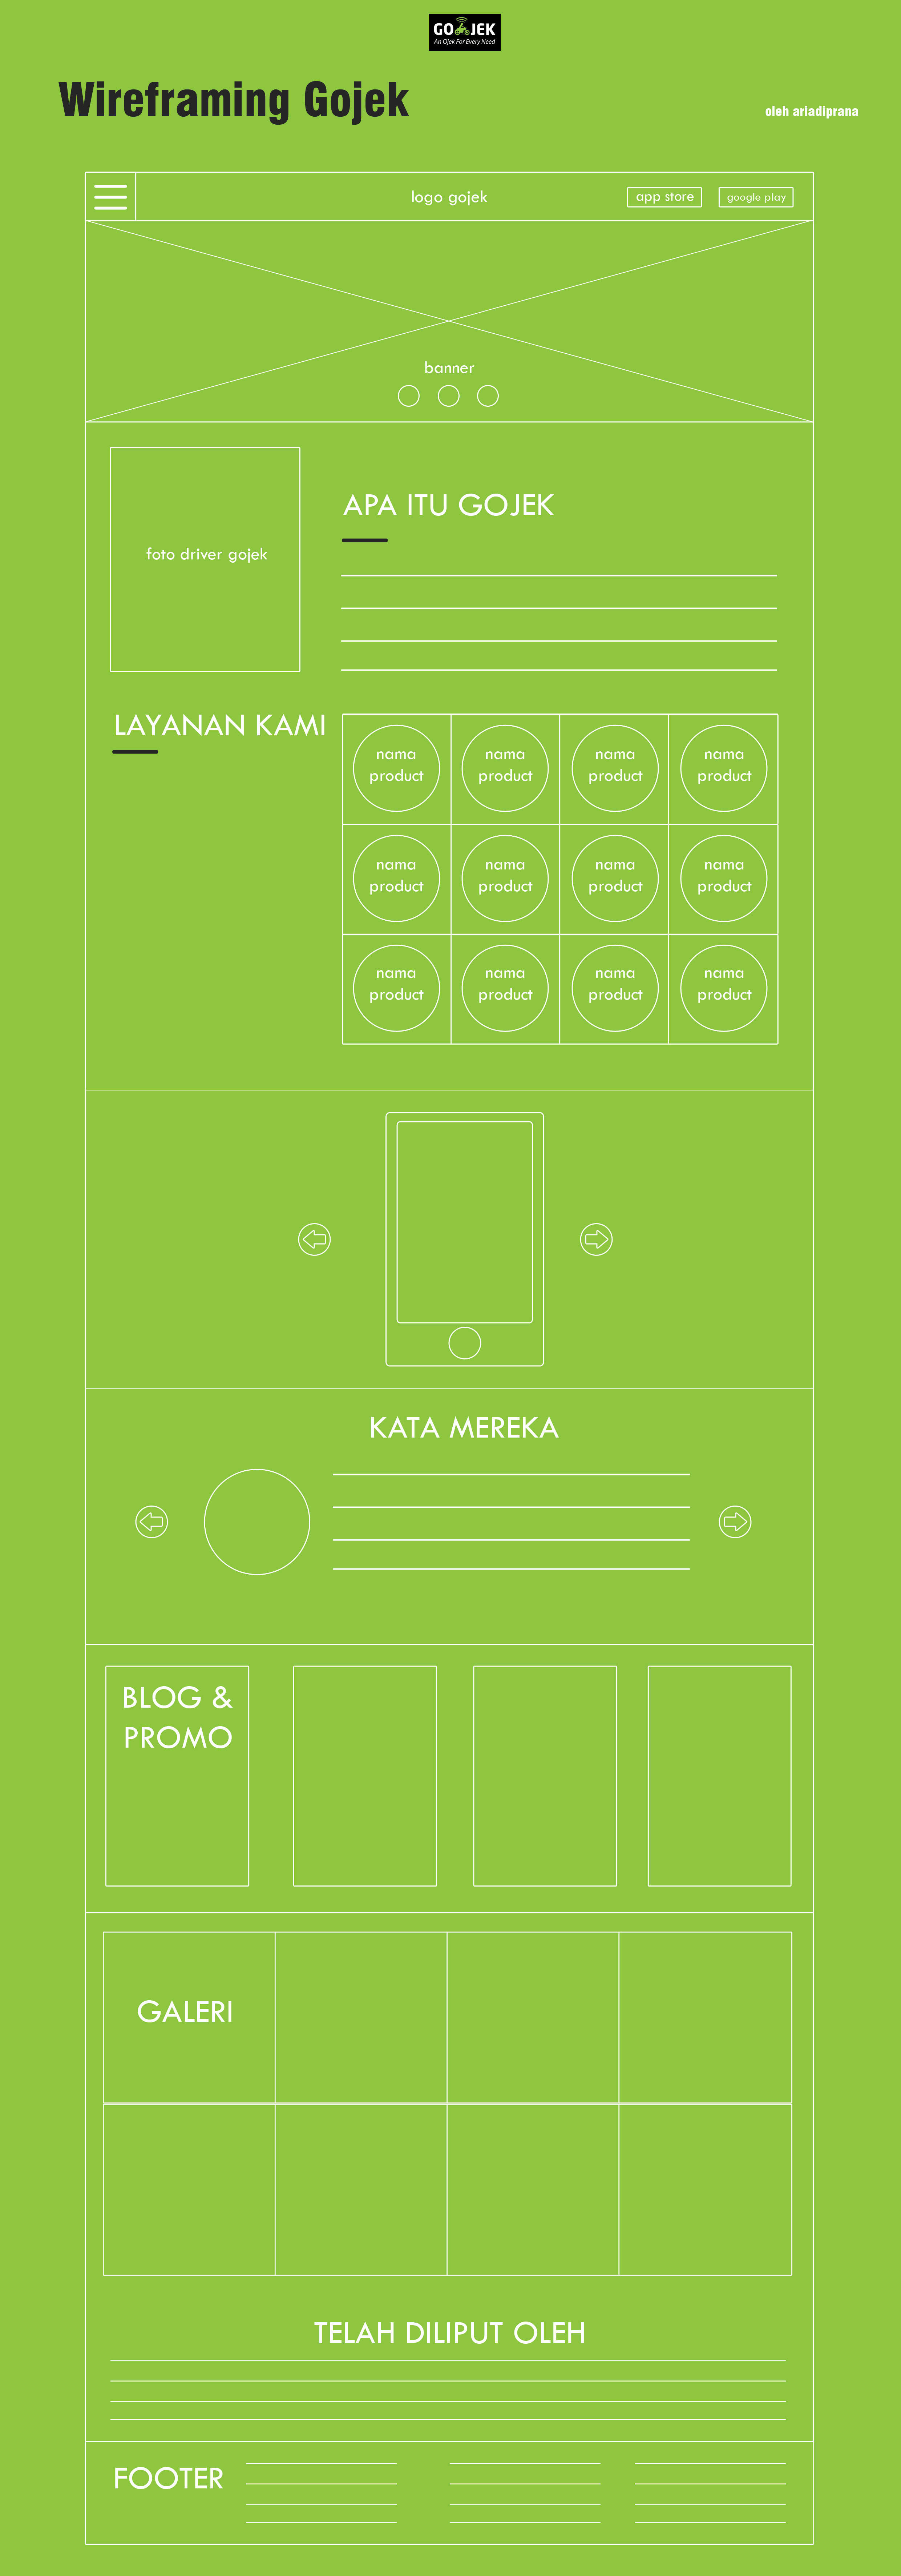 GO JEK
An Ojek For Every Need
Wireframing Gojek
oleh ariadiprana
logo gojek
app store
google play
banner
foto driver gojek
APA ITU GOJEK
LAYANAN KAMI
nama product
nama product
nama product
nama product
nama product
nama product
nama product
nama product
nama product
nama product
nama product
nama product
KATA MEREKA
BLOG &
PROMO
GALERI
TELAH DILIPUT OLEH
FOOTER